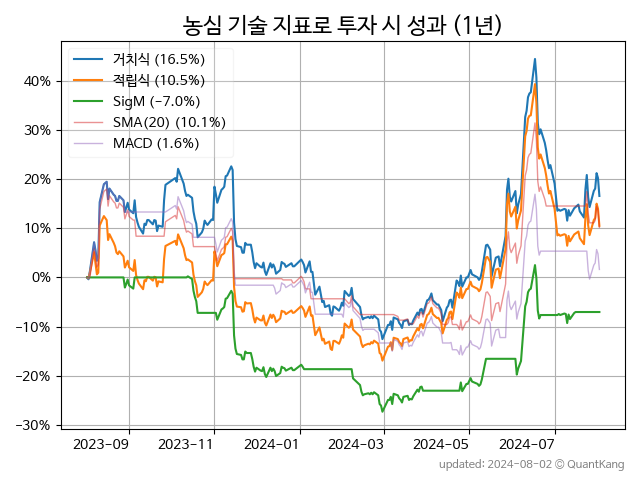 농심 기술 지표로 투자 시 성과 (1년)
거치식 (16.5%)
적립식 (10.5%)
SigM (−7.0%)
SMA(20) (10.1%)
MACD (1.6%)
40%
30%
20%
10%
0%
−10%
−20%
−30%
2023-09 2023-11 2024-01 2024-03 2024-05 2024-07
updated: 2024-08-02 © QuantKang